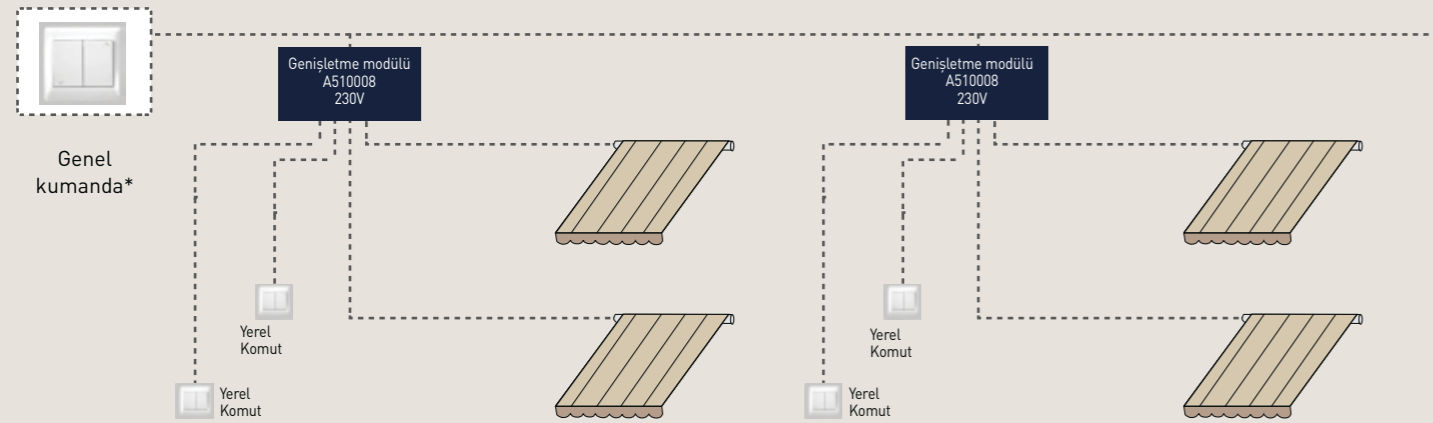 Genişletme modülü
A510008
230V
Genişletme modülü
A510008
230V
Genel
kumanda*
Yerel
Komut
Yerel
Komut
Yerel
Komut
Yerel
Komut